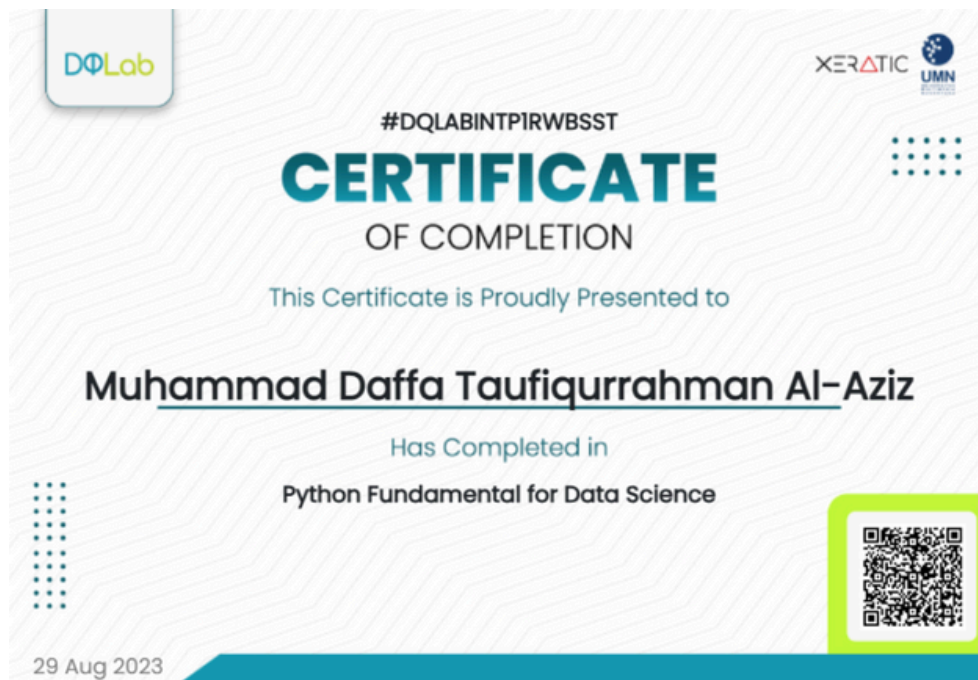 DQLab
XERATIC
UMN
#DQLABINTP1RWBSST
CERTIFICATE
OF COMPLETION
This Certificate is Proudly Presented to
Muhammad Daffa Taufiqurrahman Al-Aziz
Has Completed in
Python Fundamental for Data Science
29 Aug 2023